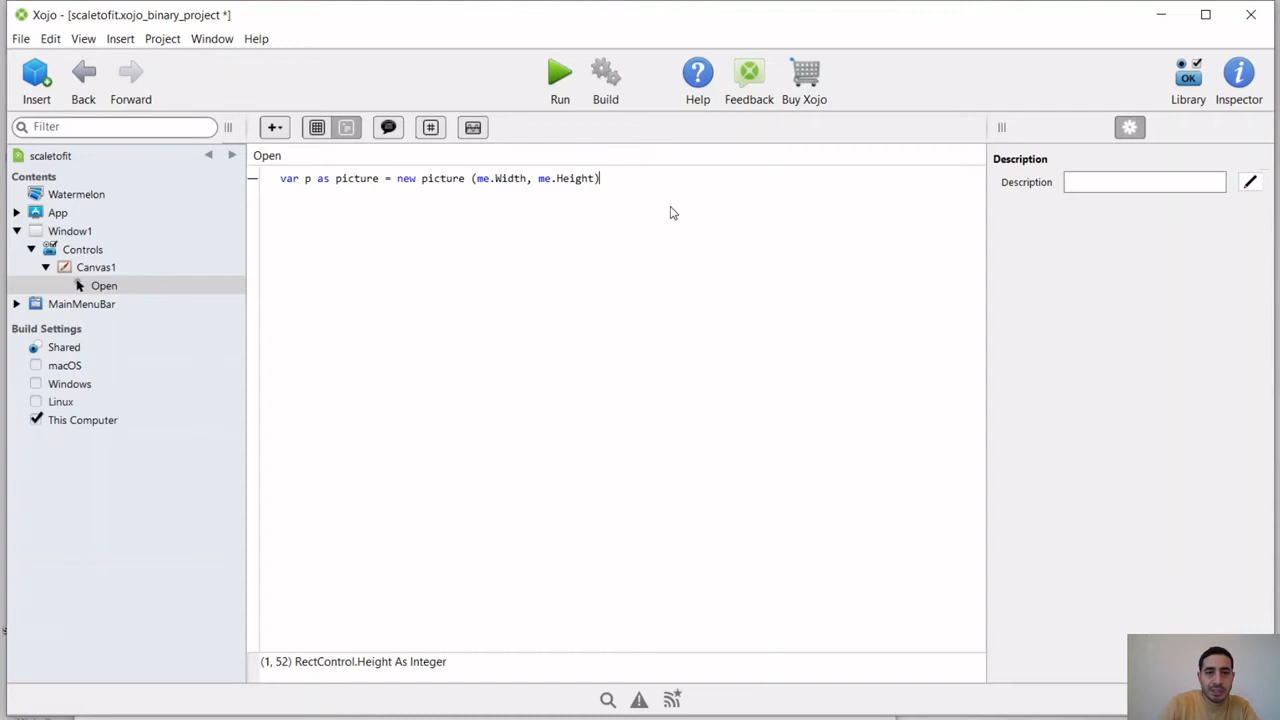 Xojo - [scaletofit.xojo_binary_project *]
File Edit View Insert Project Window Help
Insert Back Forward Run Build Help Feedback Buy Xojo OK Library Inspector
Filter
scaletofit
Contents
Watermelon
App
Window1
Controls
Canvas1
Open
MainMenuBar
Build Settings
Shared
macOS
Windows
Linux
This Computer
Open
var p as picture = new picture (me.Width, me.Height)
(1, 52) RectControl.Height As Integer
Description
Description